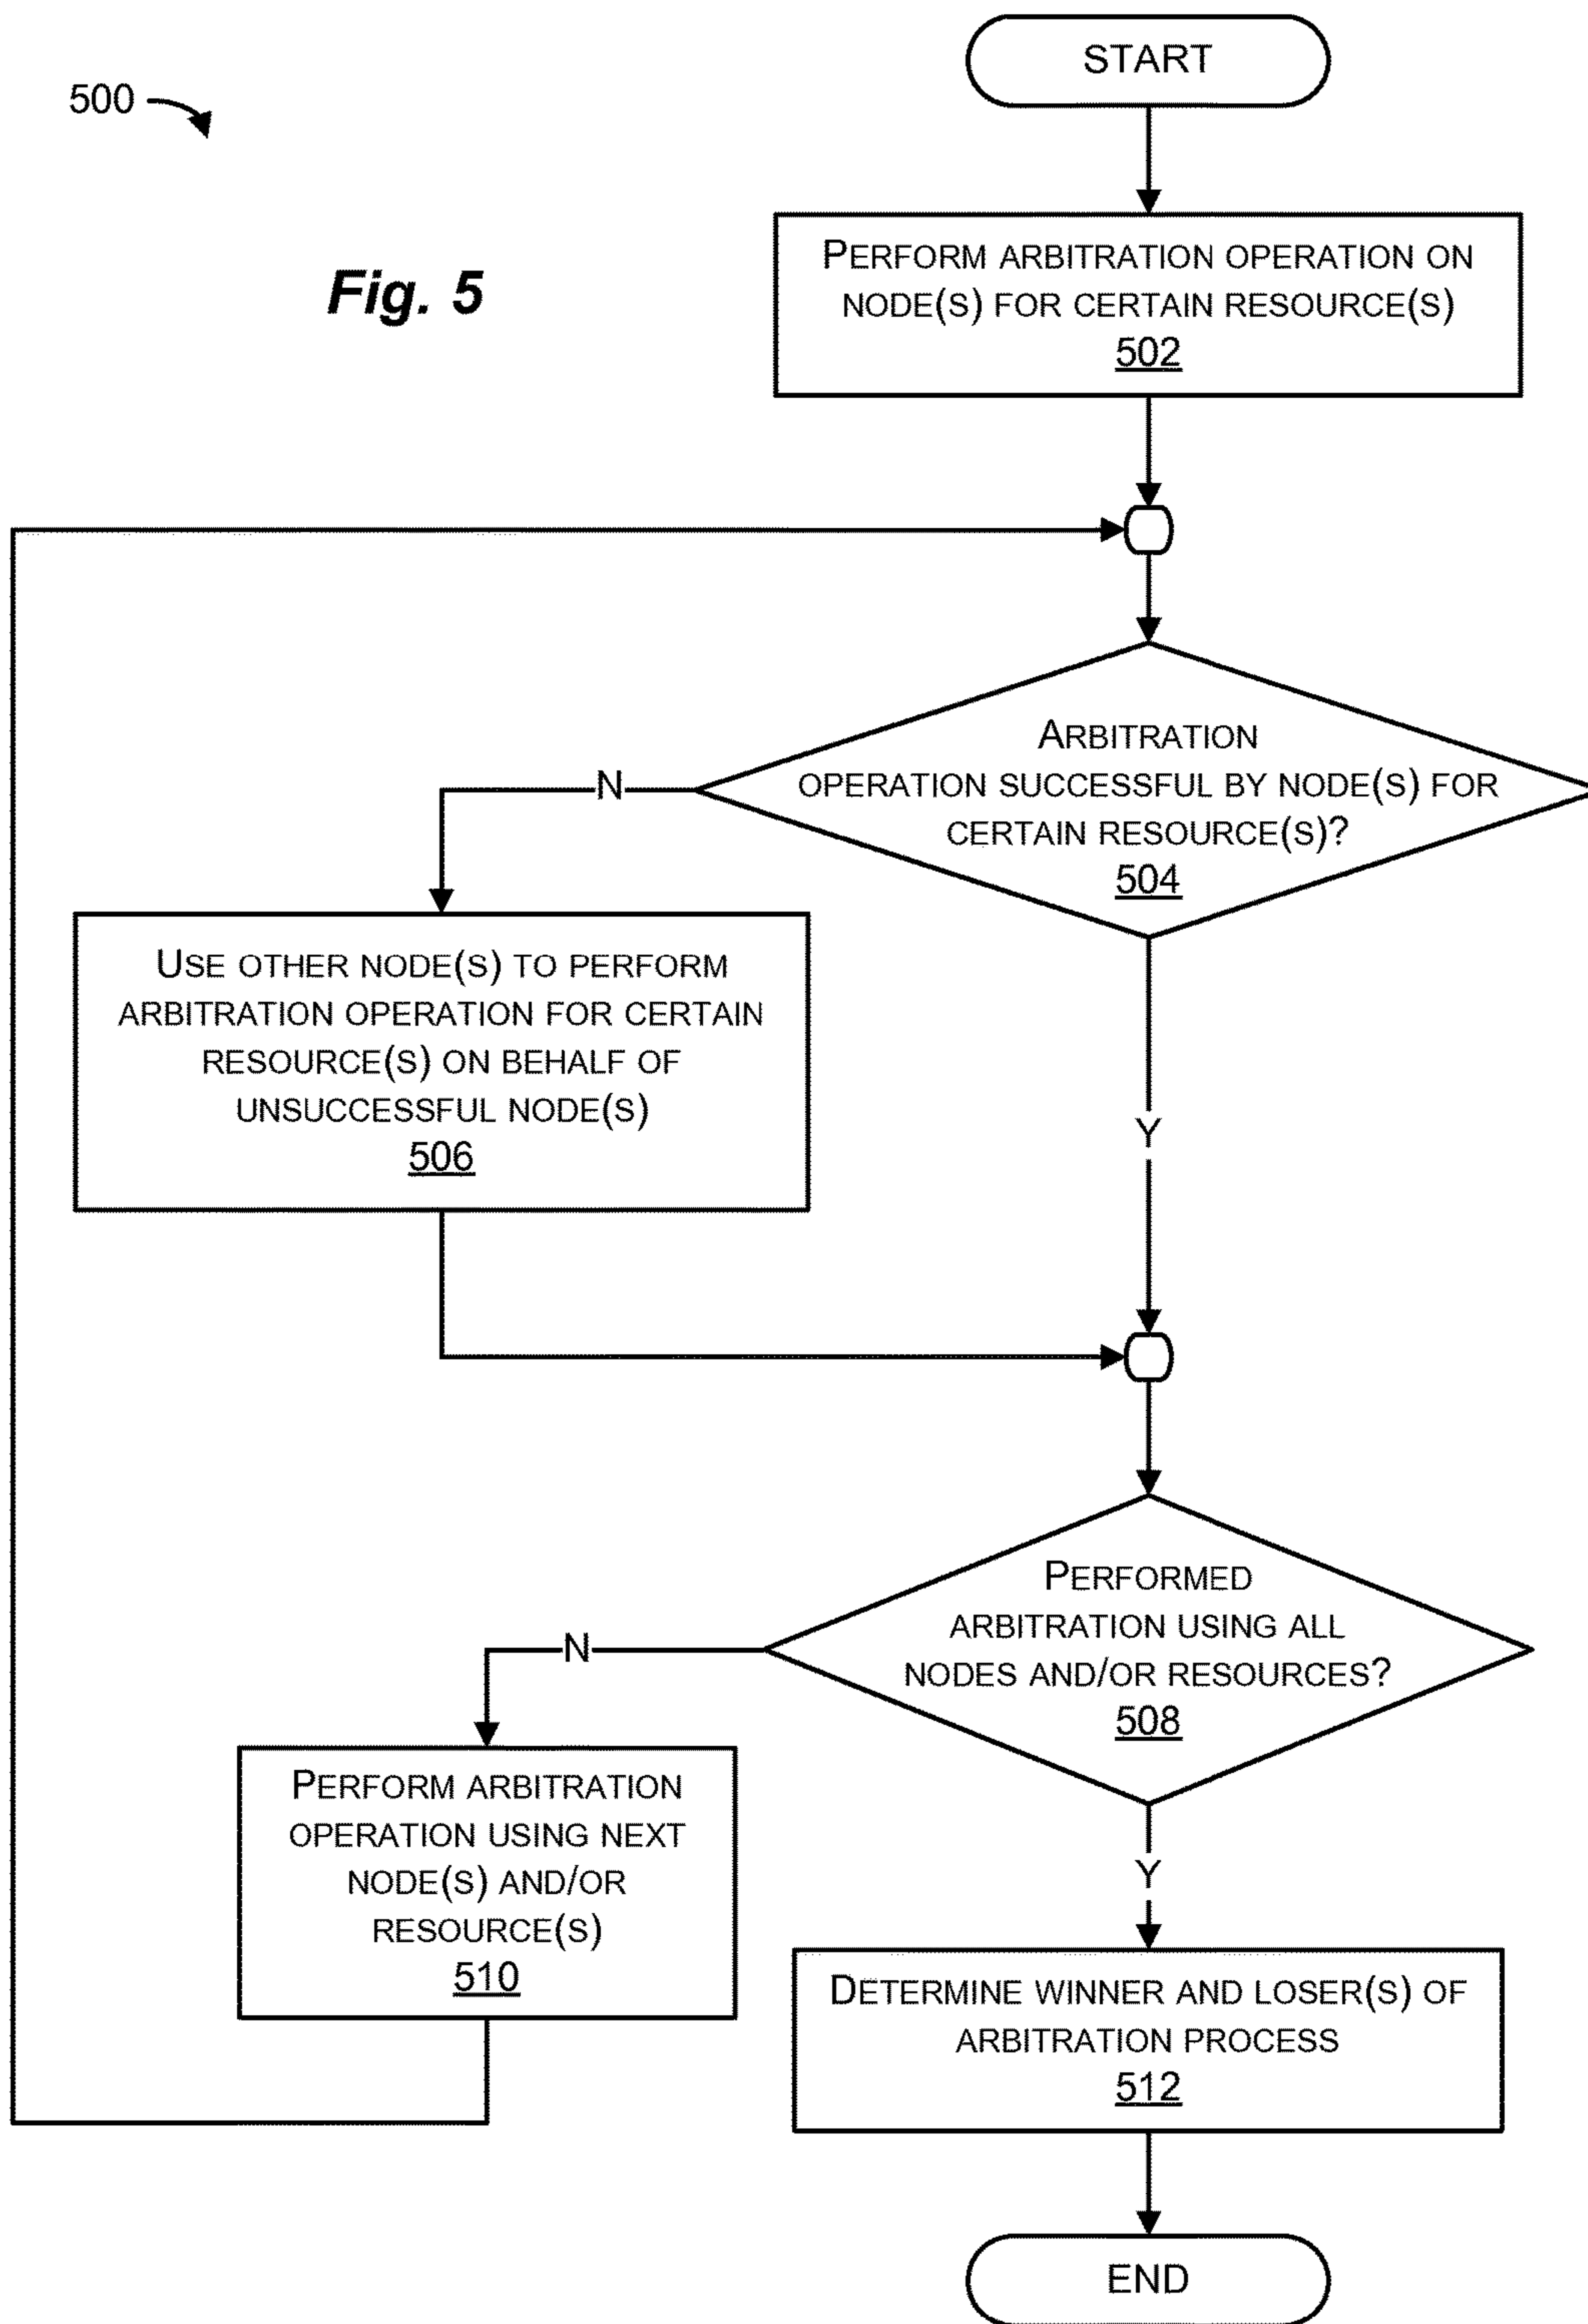 START
500
Fig. 5
PERFORM ARBITRATION OPERATION ON
NODE(S) FOR CERTAIN RESOURCE(S)
502
ARBITRATION
OPERATION SUCCESSFUL BY NODE(S) FOR
CERTAIN RESOURCE(S)?
504
N
USE OTHER NODE(S) TO PERFORM
ARBITRATION OPERATION FOR CERTAIN
RESOURCE(S) ON BEHALF OF
UNSUCCESSFUL NODE(S)
506
Y
PERFORMED
ARBITRATION USING ALL
NODES AND/OR RESOURCES?
508
N
PERFORM ARBITRATION
OPERATION USING NEXT
NODE(S) AND/OR
RESOURCE(S)
510
Y
DETERMINE WINNER AND LOSER(S) OF
ARBITRATION PROCESS
512
END